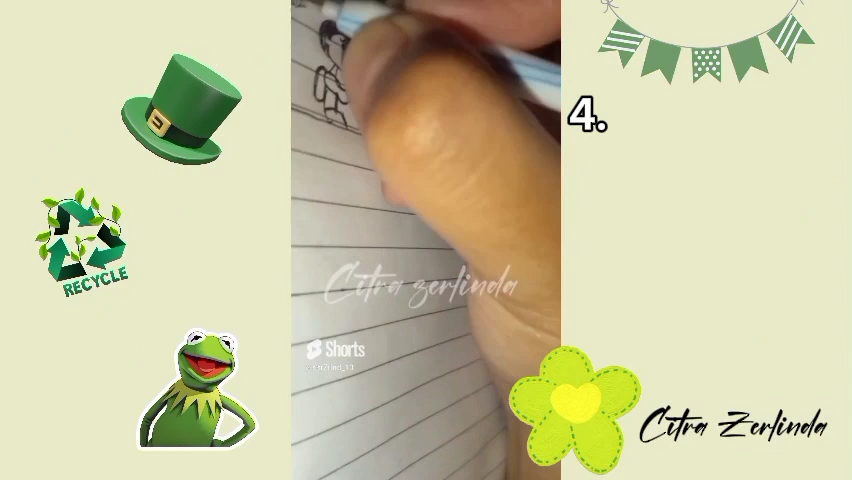 4.
RECYCLE
Citra zerlinda
Shorts
Citra Zerlinda